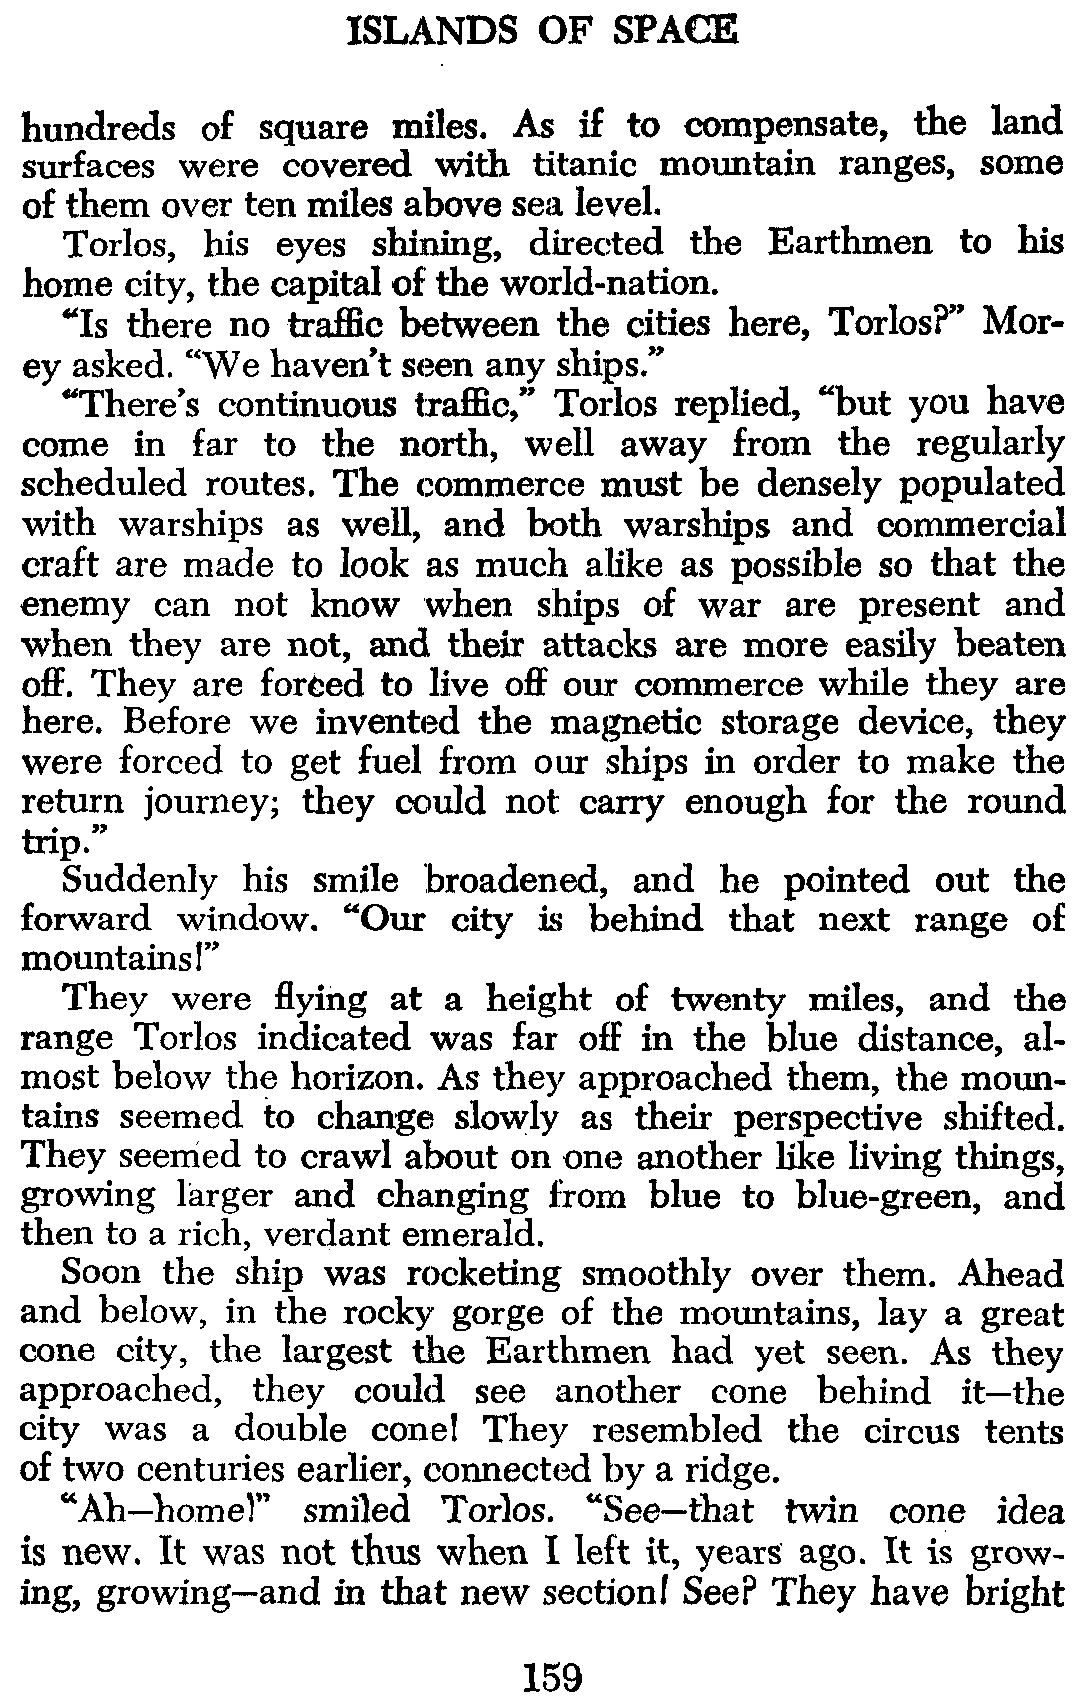 ISLANDS OF SPACE
hundreds of square miles. As if to compensate, the land
surfaces were covered with titanic mountain ranges, some
of them over ten miles above sea level.
Torlos, his eyes shining, directed the Earthmen to his
home city, the capital of the world-nation.
“Is there no traffic between the cities here, Torlos?” Mor-
ey asked. “We haven’t seen any ships.”
“There’s continuous traffic,” Torlos replied, “but you have
come in far to the north, well away from the regularly
scheduled routes. The commerce must be densely populated
with warships as well, and both warships and commercial
craft are made to look as much alike as possible so that the
enemy can not know when ships of war are present and
when they are not, and their attacks are more easily beaten
off. They are forced to live off our commerce while they are
here. Before we invented the magnetic storage device, they
were forced to get fuel from our ships in order to make the
return journey; they could not carry enough for the round
trip.”
Suddenly his smile broadened, and he pointed out the
forward window. “Our city is behind that next range of
mountains!”
They were flying at a height of twenty miles, and the
range Torlos indicated was far off in the blue distance, al-
most below the horizon. As they approached them, the moun-
tains seemed to change slowly as their perspective shifted.
They seemed to crawl about on one another like living things,
growing larger and changing from blue to blue-green, and
then to a rich, verdant emerald.
Soon the ship was rocketing smoothly over them. Ahead
and below, in the rocky gorge of the mountains, lay a great
cone city, the largest the Earthmen had yet seen. As they
approached, they could see another cone behind it—the
city was a double cone! They resembled the circus tents
of two centuries earlier, connected by a ridge.
“Ah—home!” smiled Torlos. “See—that twin cone idea
is new. It was not thus when I left it, years ago. It is grow-
ing, growing—and in that new section! See? They have bright
159